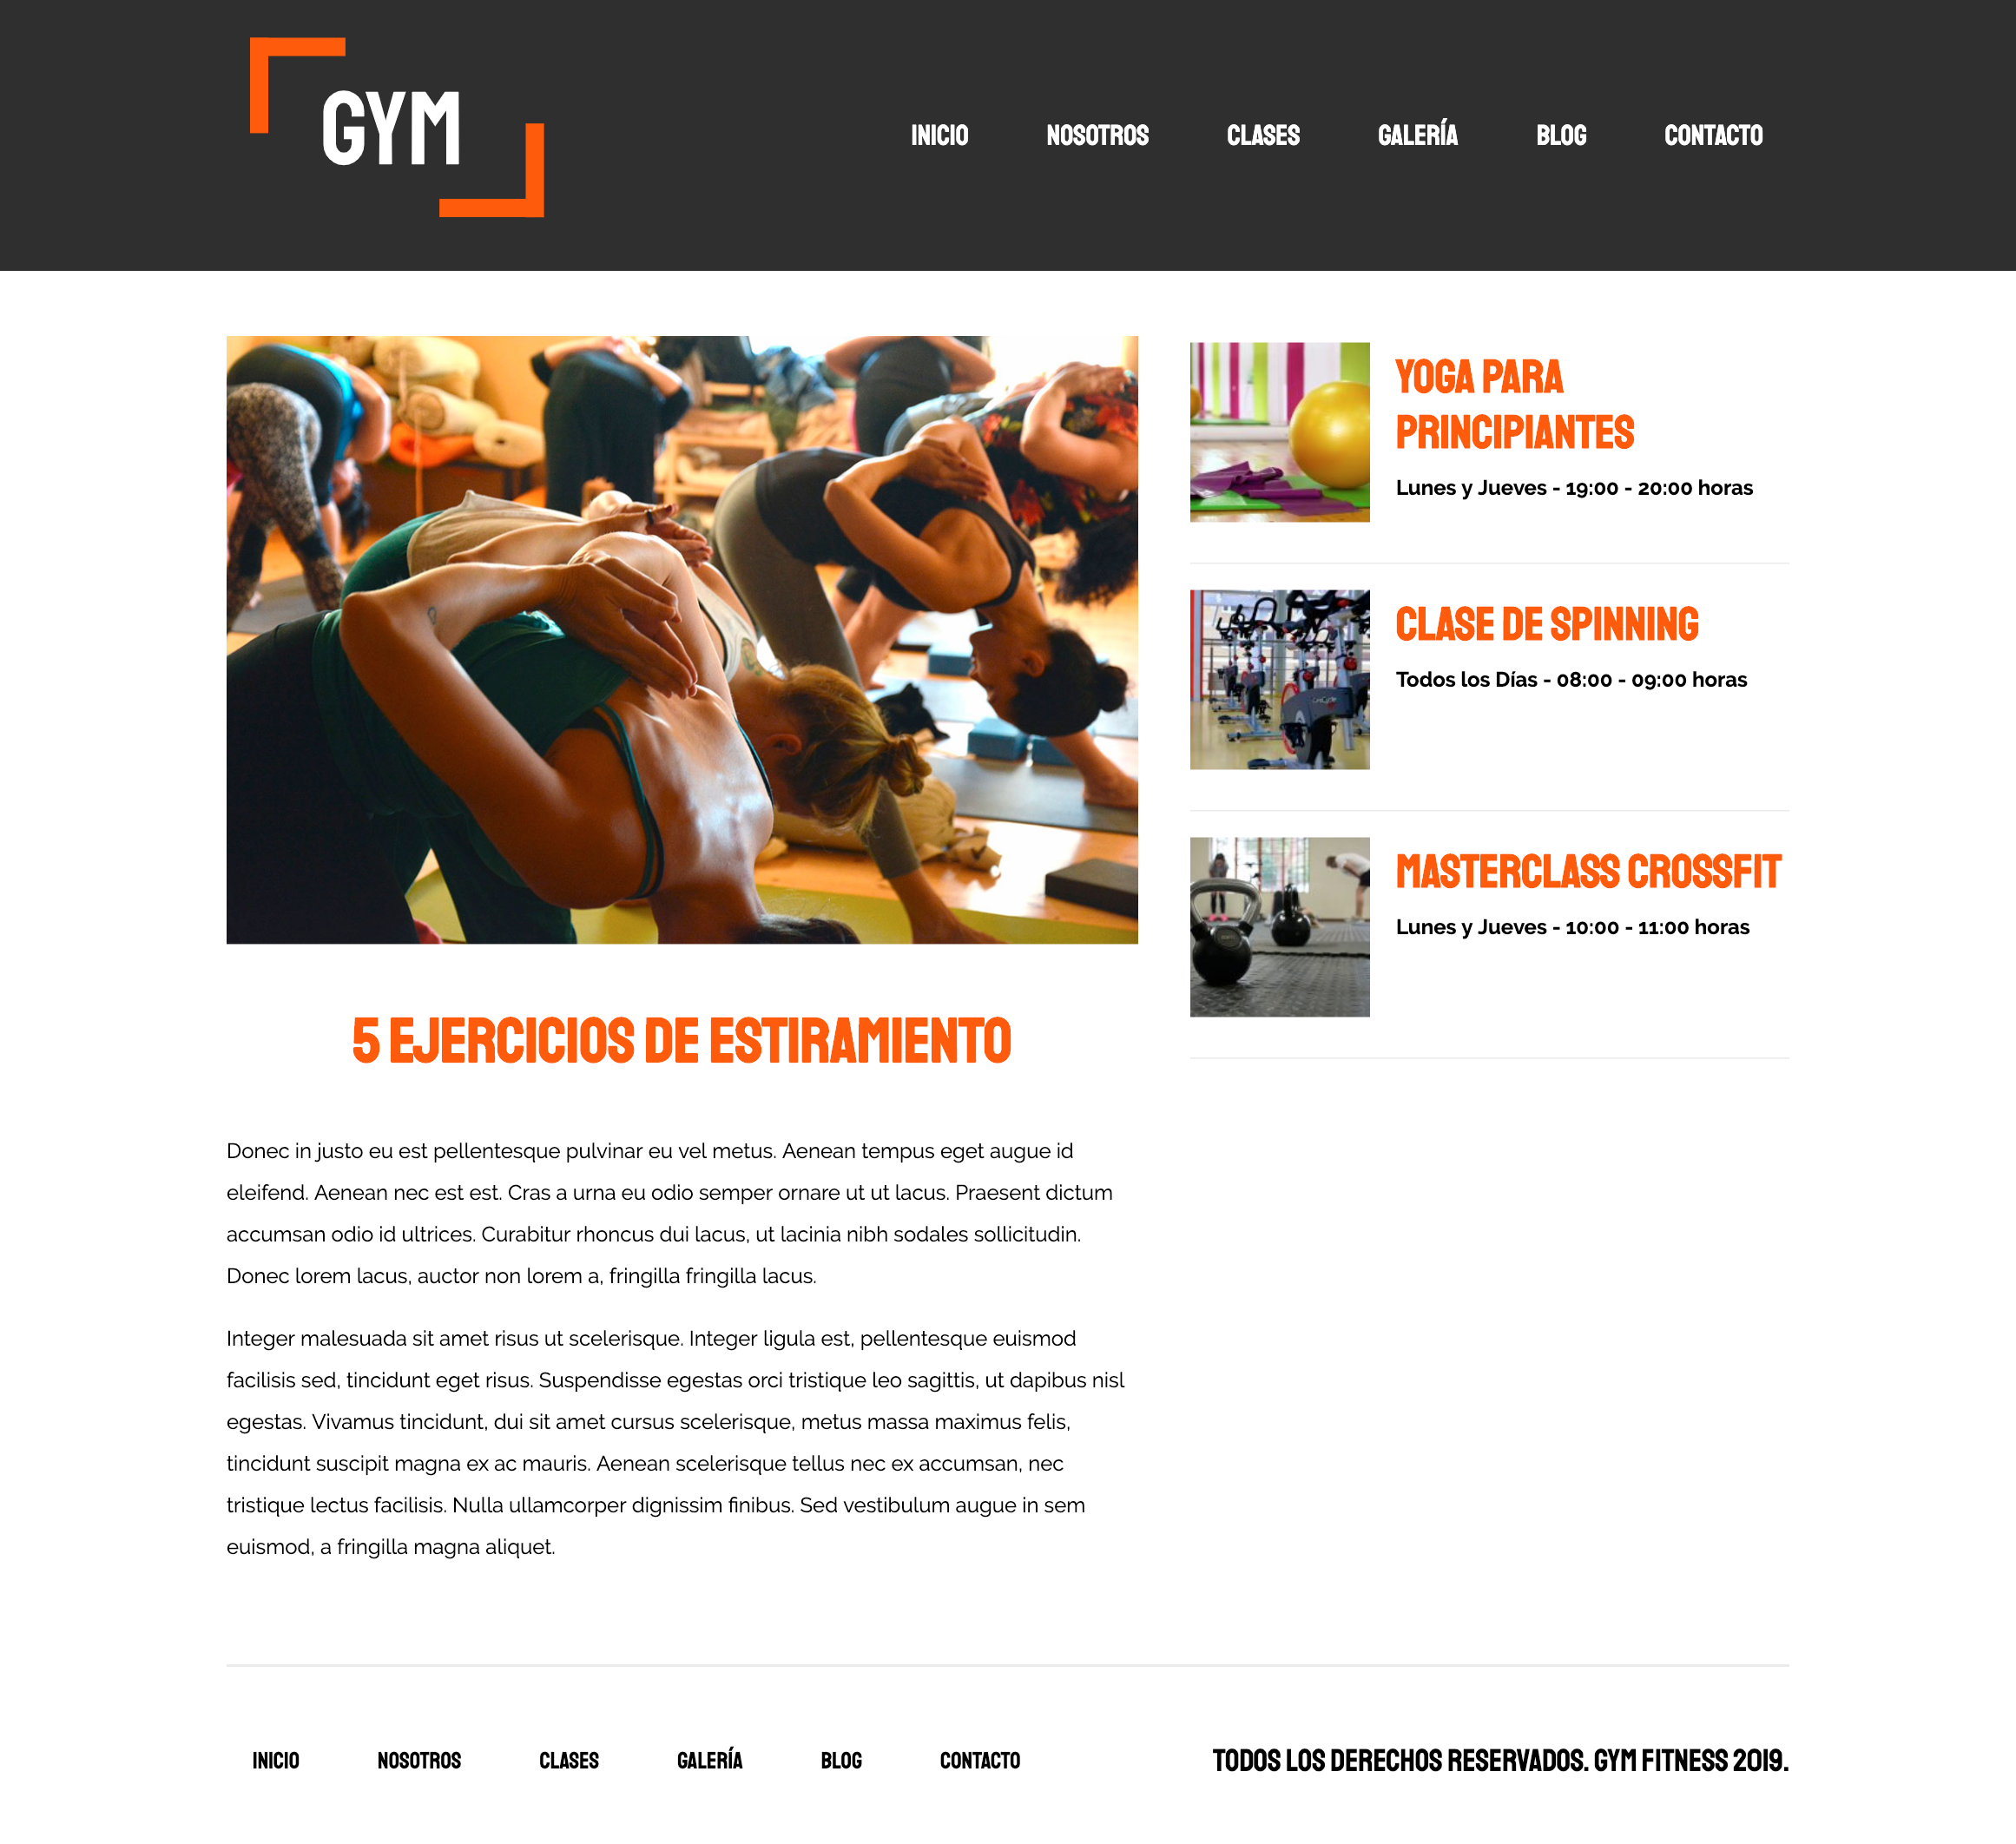 GYM
INICIO NOSOTROS CLASES GALERÍA BLOG CONTACTO
YOGA PARA
PRINCIPIANTES
Lunes y Jueves - 19:00 - 20:00 horas
CLASE DE SPINNING
Todos los Días - 08:00 - 09:00 horas
MASTERCLASS CROSSFIT
Lunes y Jueves - 10:00 - 11:00 horas
5 EJERCICIOS DE ESTIRAMIENTO
Donec in justo eu est pellentesque pulvinar eu vel metus. Aenean tempus eget augue id
eleifend. Aenean nec est est. Cras a urna eu odio semper ornare ut ut lacus. Praesent dictum
accumsan odio id ultrices. Curabitur rhoncus dui lacus, ut lacinia nibh sodales sollicitudin.
Donec lorem lacus, auctor non lorem a, fringilla fringilla lacus.
Integer malesuada sit amet risus ut scelerisque. Integer ligula est, pellentesque euismod
facilisis sed, tincidunt eget risus. Suspendisse egestas orci tristique leo sagittis, ut dapibus nisl
egestas. Vivamus tincidunt, dui sit amet cursus scelerisque, metus massa maximus felis,
tincidunt suscipit magna ex ac mauris. Aenean scelerisque tellus nec ex accumsan, nec
tristique lectus facilisis. Nulla ullamcorper dignissim finibus. Sed vestibulum augue in sem
euismod, a fringilla magna aliquet.
INICIO NOSOTROS CLASES GALERÍA BLOG CONTACTO
TODOS LOS DERECHOS RESERVADOS. GYM FITNESS 2019.